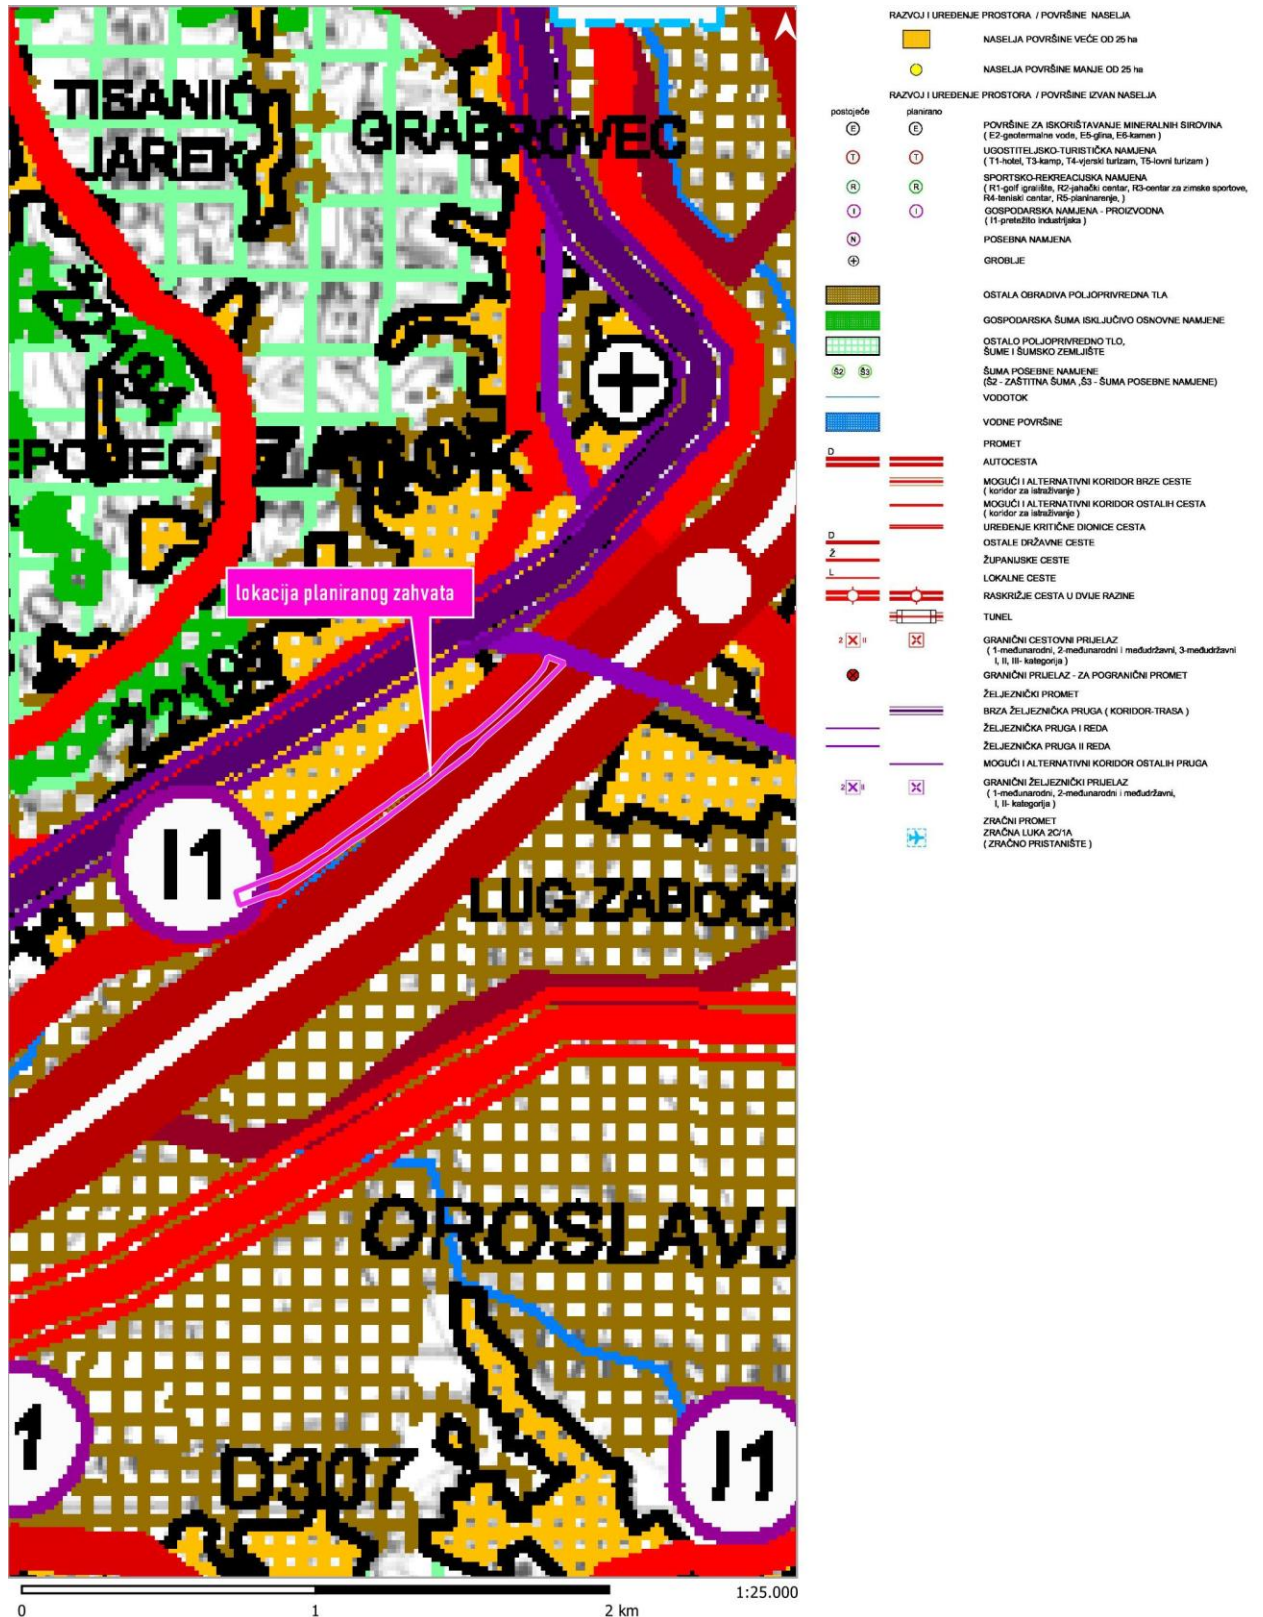 TISANIĆ
JAREK
GRABROVEC
ZABOK
lokacija planiranog zahvata
I1
LUG ZABOČK
OROSLAVJ
1
I1
D307
0
1
2 km
1:25.000
RAZVOJ I UREĐENJE PROSTORA / POVRŠINE NASELJA
NASELJA POVRŠINE VEĆE OD 25 ha
NASELJA POVRŠINE MANJE OD 25 ha
RAZVOJ I UREĐENJE PROSTORA / POVRŠINE IZVAN NASELJA
postojeće planirano
E E POVRŠINE ZA ISKORIŠTAVANJE MINERALNIH SIROVINA
( E2-geotermalne vode, E5-glina, E6-kamen )
T T UGOSTITELJSKO-TURISTIČKA NAMJENA
( T1-hotel, T3-kamp, T4-vjerski turizam, T5-lovni turizam )
R R SPORTSKO-REKREACIJSKA NAMJENA
( R1-golf igralište, R2-jahački centar, R3-centar za zimske sportove,
R4-teniski centar, R5-planinarenje, )
I I GOSPODARSKA NAMJENA - PROIZVODNA
( I1-pretežito industrijska )
N POSEBNA NAMJENA
GROBLJE
OSTALA OBRADIVA POLJOPRIVREDNA TLA
GOSPODARSKA ŠUMA ISKLJUČIVO OSNOVNE NAMJENE
OSTALO POLJOPRIVREDNO TLO,
ŠUME I ŠUMSKO ZEMLJIŠTE
Š2 Š3 ŠUMA POSEBNE NAMJENE
(Š2 - ZAŠTITNA ŠUMA ,Š3 - ŠUMA POSEBNE NAMJENE)
VODOTOK
VODNE POVRŠINE
PROMET
D AUTOCESTA
MOGUĆI I ALTERNATIVNI KORIDOR BRZE CESTE
( koridor za istraživanje )
MOGUĆI I ALTERNATIVNI KORIDOR OSTALIH CESTA
( koridor za istraživanje )
UREĐENJE KRITIČNE DIONICE CESTA
D OSTALE DRŽAVNE CESTE
Ž ŽUPANIJSKE CESTE
L LOKALNE CESTE
RASKRIŽJE CESTA U DVIJE RAZINE
TUNEL
2 II GRANIČNI CESTOVNI PRIJELAZ
( 1-međunarodni, 2-međunarodni i međudržavni, 3-međudržavni
I, II, III- kategorija )
GRANIČNI PRIJELAZ - ZA POGRANIČNI PROMET
ŽELJEZNIČKI PROMET
BRZA ŽELJEZNIČKA PRUGA ( KORIDOR-TRASA )
ŽELJEZNIČKA PRUGA I REDA
ŽELJEZNIČKA PRUGA II REDA
MOGUĆI I ALTERNATIVNI KORIDOR OSTALIH PRUGA
2 II GRANIČNI ŽELJEZNIČKI PRIJELAZ
( 1-međunarodni, 2-međunarodni i međudržavni,
I, II- kategorija )
ZRAČNI PROMET
ZRAČNA LUKA 2C/1A
( ZRAČNO PRISTANIŠTE )